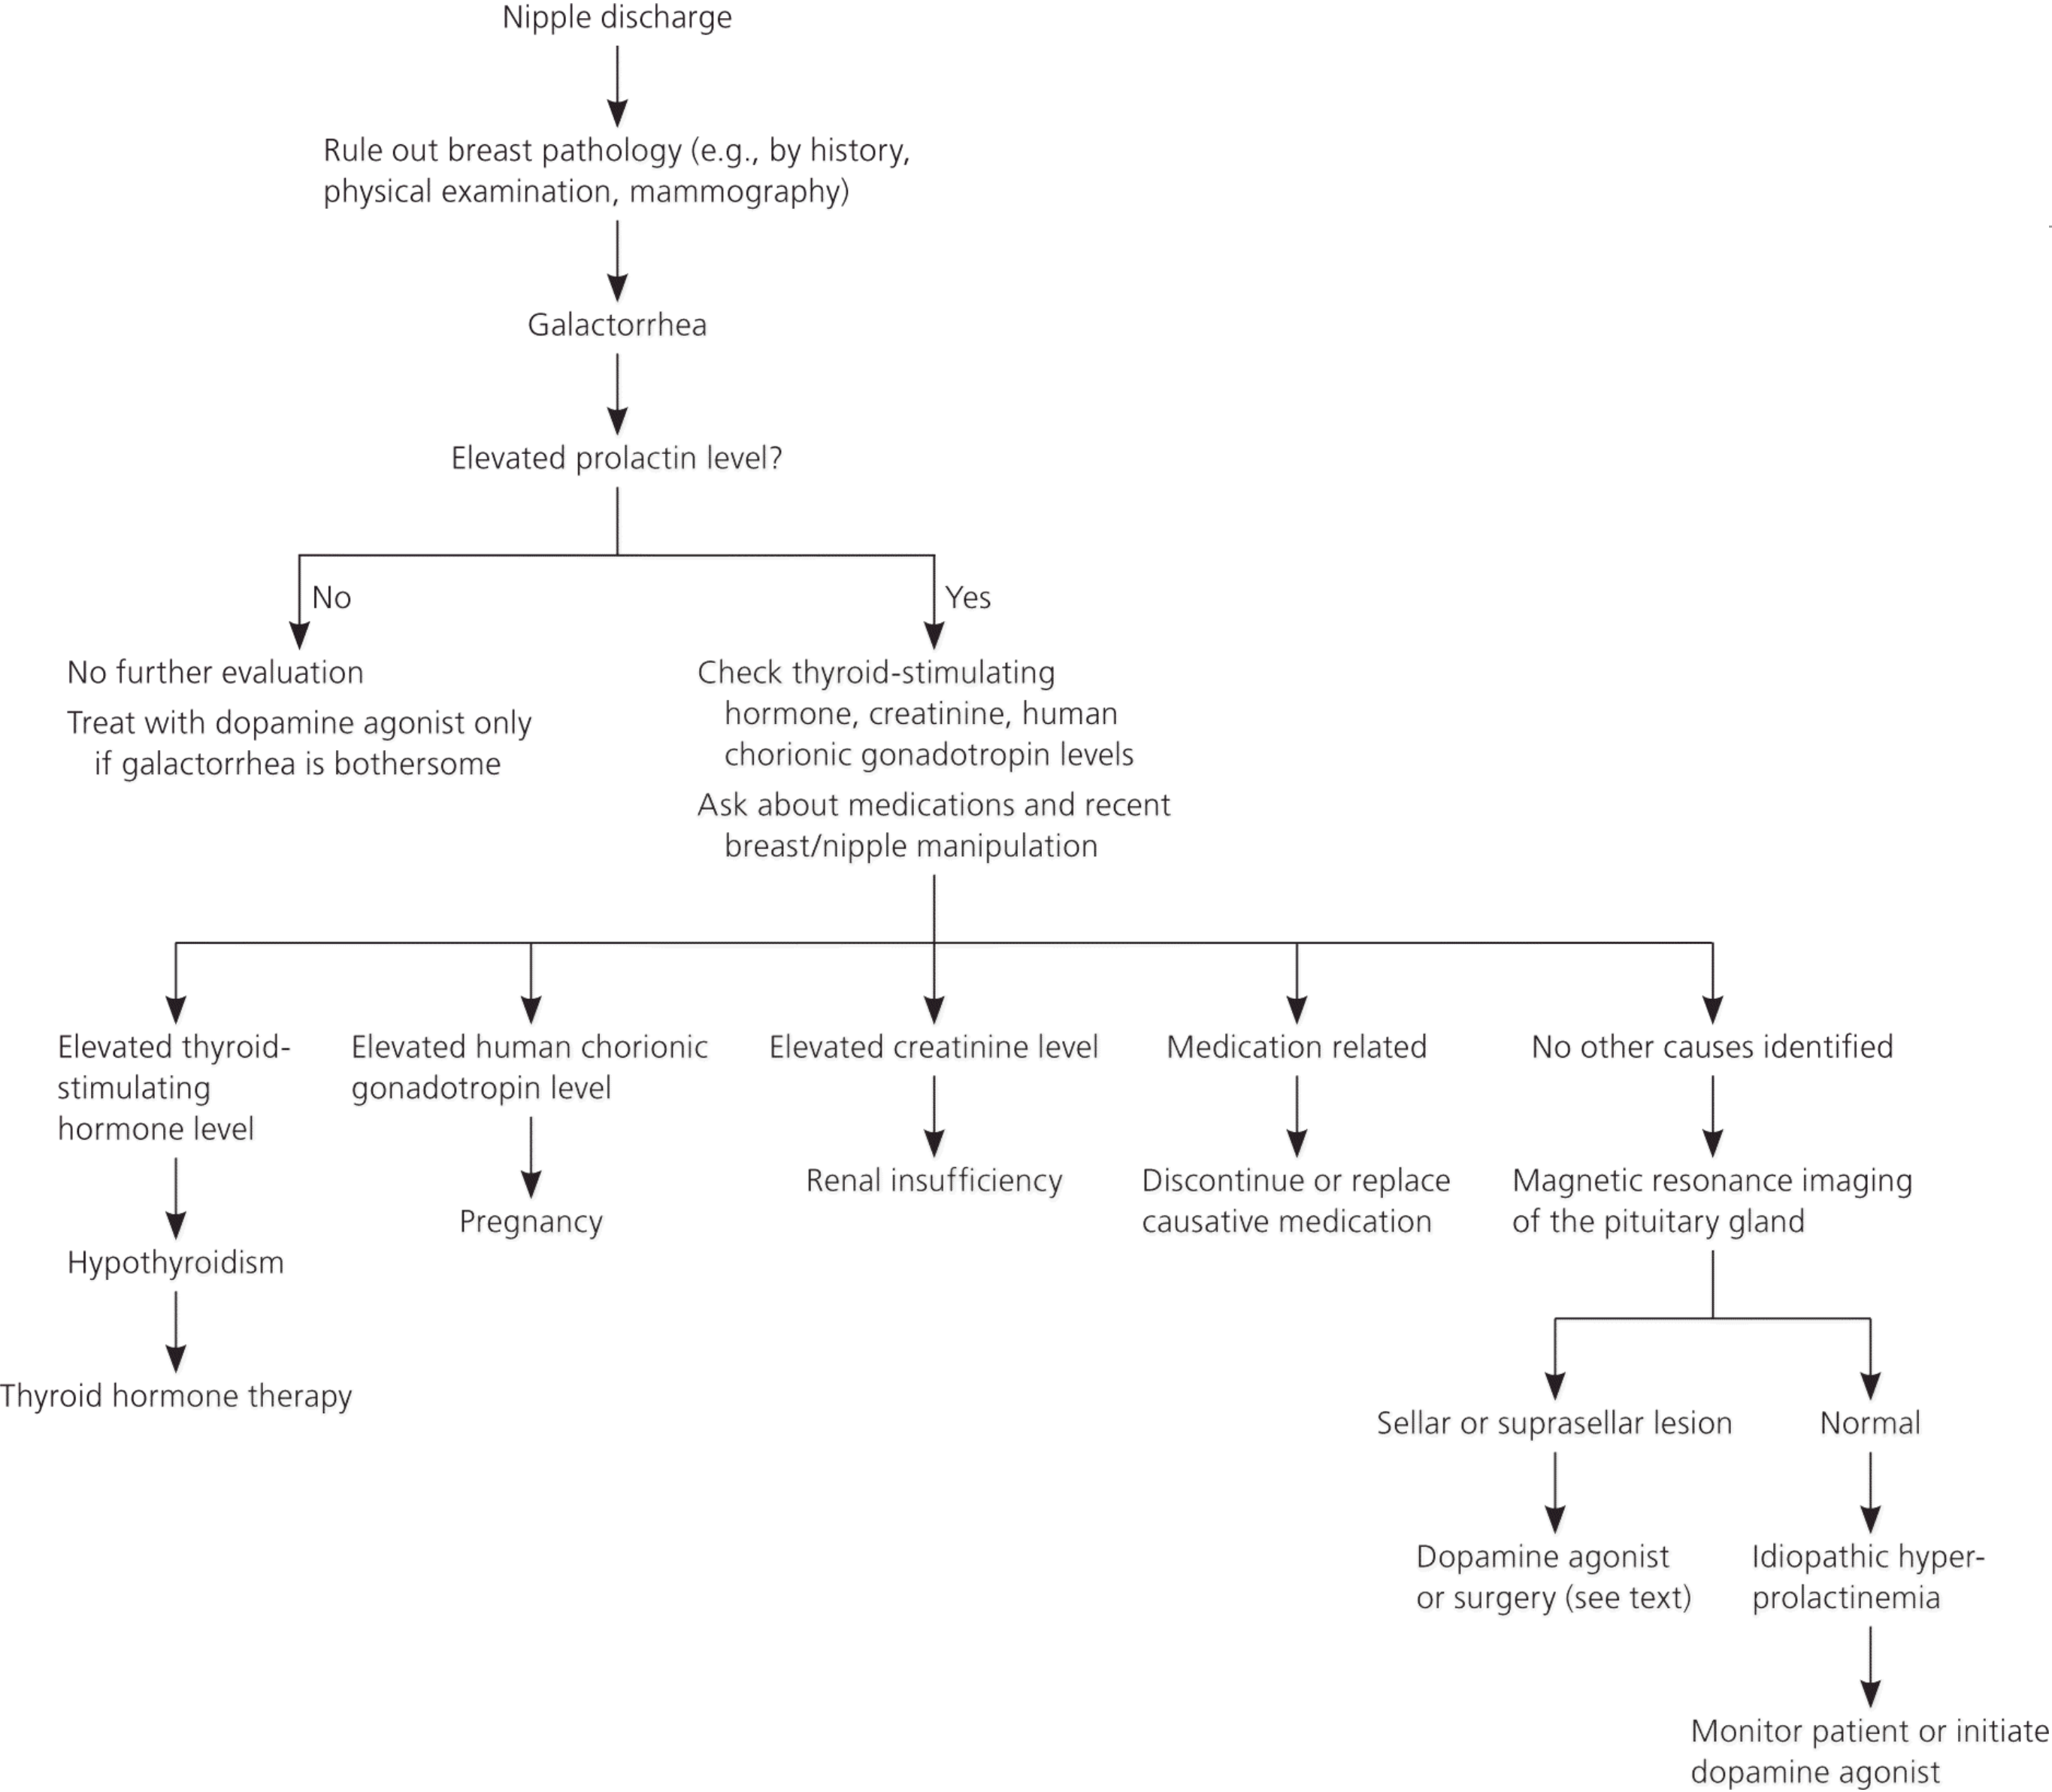 Nipple discharge
Rule out breast pathology (e.g., by history,
physical examination, mammography)
Galactorrhea
Elevated prolactin level?
No
Yes
No further evaluation
Treat with dopamine agonist only
if galactorrhea is bothersome
Check thyroid-stimulating
hormone, creatinine, human
chorionic gonadotropin levels
Ask about medications and recent
breast/nipple manipulation
Elevated thyroid-
stimulating
hormone level
Hypothyroidism
Thyroid hormone therapy
Elevated human chorionic
gonadotropin level
Pregnancy
Elevated creatinine level
Renal insufficiency
Medication related
Discontinue or replace
causative medication
No other causes identified
Magnetic resonance imaging
of the pituitary gland
Sellar or suprasellar lesion
Dopamine agonist
or surgery (see text)
Normal
Idiopathic hyper-
prolactinemia
Monitor patient or initiate
dopamine agonist